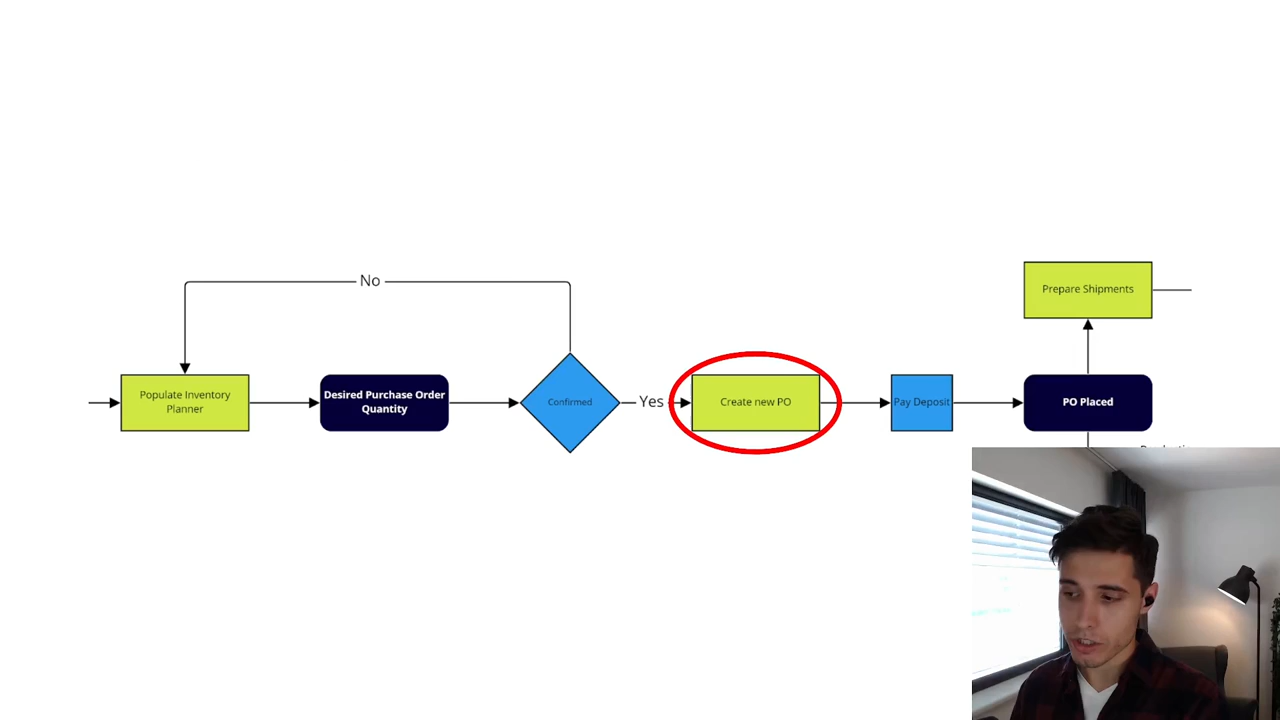 No
Prepare Shipments
Populate Inventory
Planner
Desired Purchase Order
Quantity
Confirmed
Yes
Create new PO
Pay Deposit
PO Placed